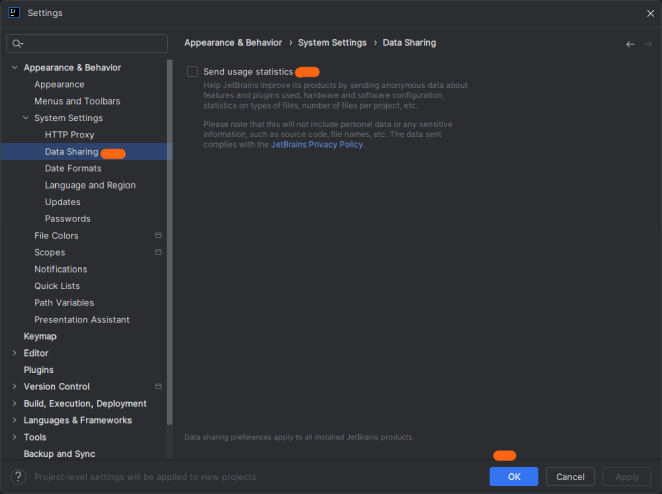 Settings
Appearance & Behavior › System Settings › Data Sharing
Appearance & Behavior
Appearance
Menus and Toolbars
System Settings
HTTP Proxy
Data Sharing
Date Formats
Language and Region
Updates
Passwords
File Colors
Scopes
Notifications
Quick Lists
Path Variables
Presentation Assistant
Keymap
Editor
Plugins
Version Control
Build, Execution, Deployment
Languages & Frameworks
Tools
Backup and Sync
Send usage statistics
Help JetBrains improve its products by sending anonymous data about
features and plugins used, hardware and software configuration,
statistics on types of files, number of files per project, etc.
Please note that this will not include personal data or any sensitive
information, such as source code, file names, etc. The data sent
complies with the JetBrains Privacy Policy.
Data sharing preferences apply to all installed JetBrains products.
? Project-level settings will be applied to new projects
OK Cancel Apply